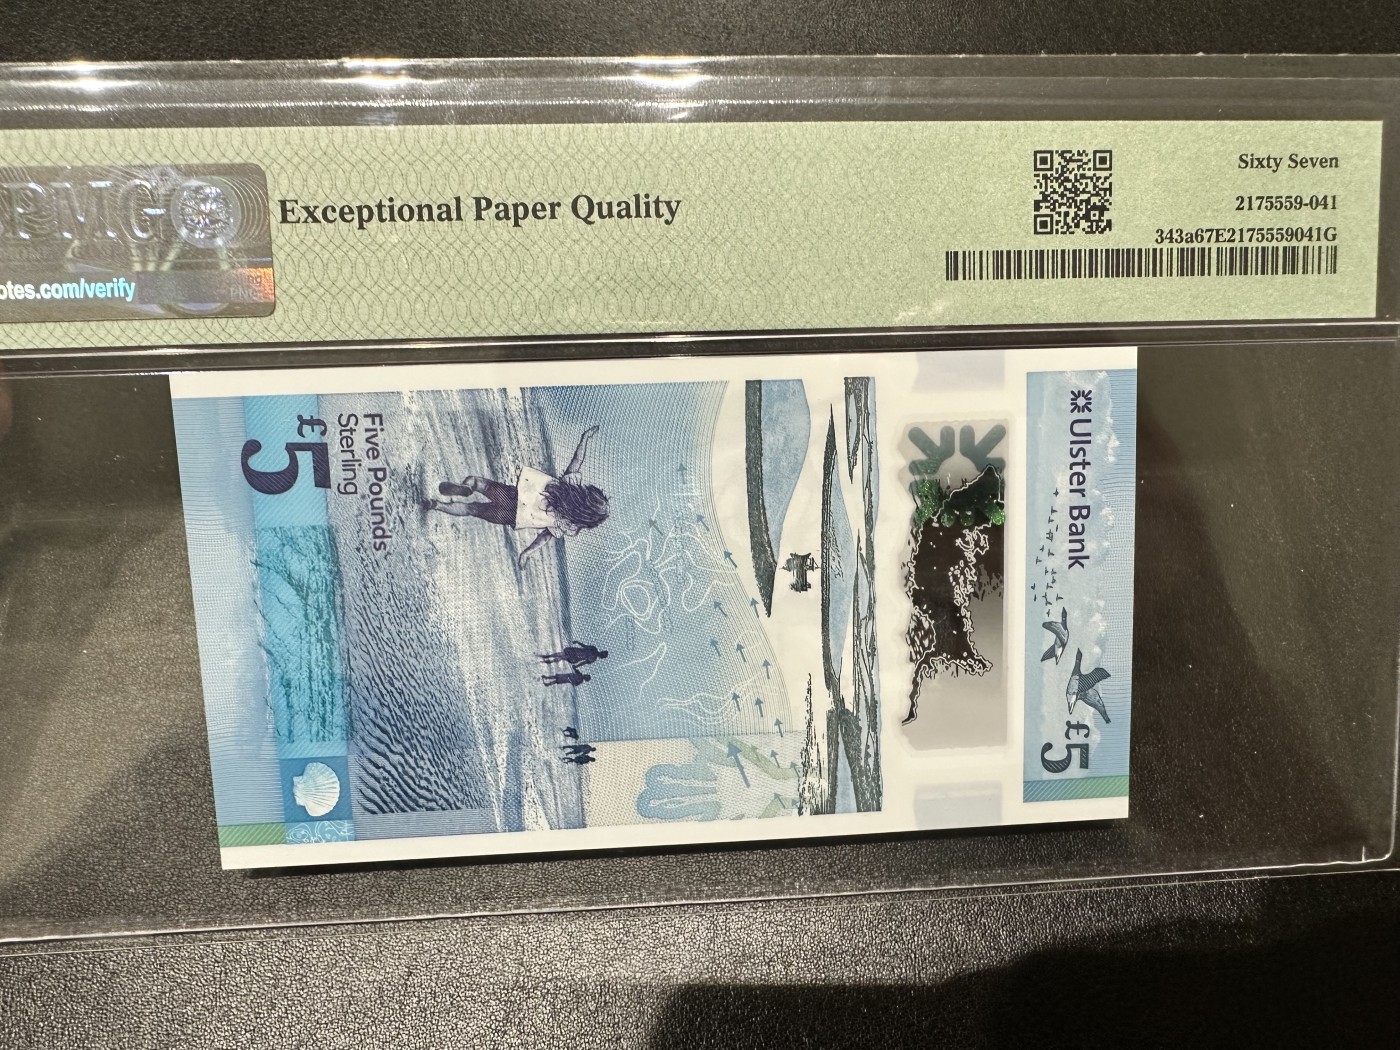 PMG
otes.com/verify
Exceptional Paper Quality
Sixty Seven
2175559-041
343a67E2175559041G
Ulster Bank
£5
£5
Five Pounds
Sterling